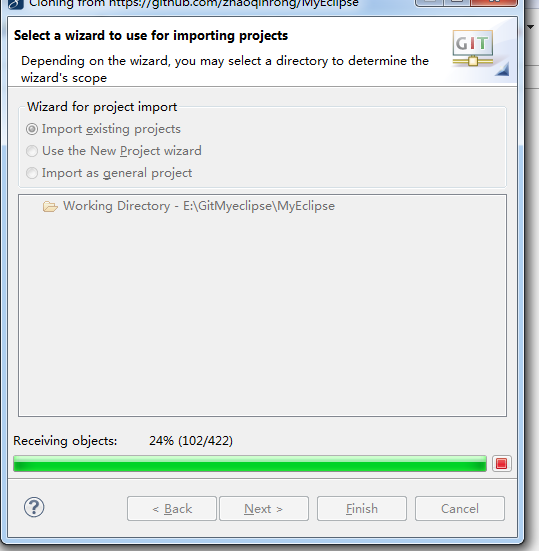 Cloning from https://github.com/zhaoqinrong/MyEclipse
Select a wizard to use for importing projects
Depending on the wizard, you may select a directory to determine the
wizard's scope
GIT
Wizard for project import
Import existing projects
Use the New Project wizard
Import as general project
Working Directory - E:\GitMyeclipse\MyEclipse
Receiving objects: 24% (102/422)
? < Back Next > Finish Cancel